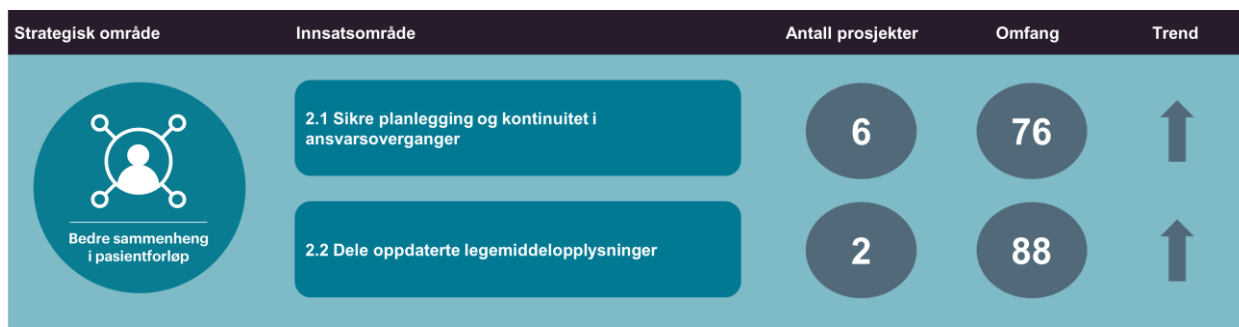 Strategisk område
Innsatsområde
Antall prosjekter
Omfang
Trend
Bedre sammenheng
i pasientforløp
2.1 Sikre planlegging og kontinuitet i
ansvarsoverganger
6
76
2.2 Dele oppdaterte legemiddelopplysninger
2
88